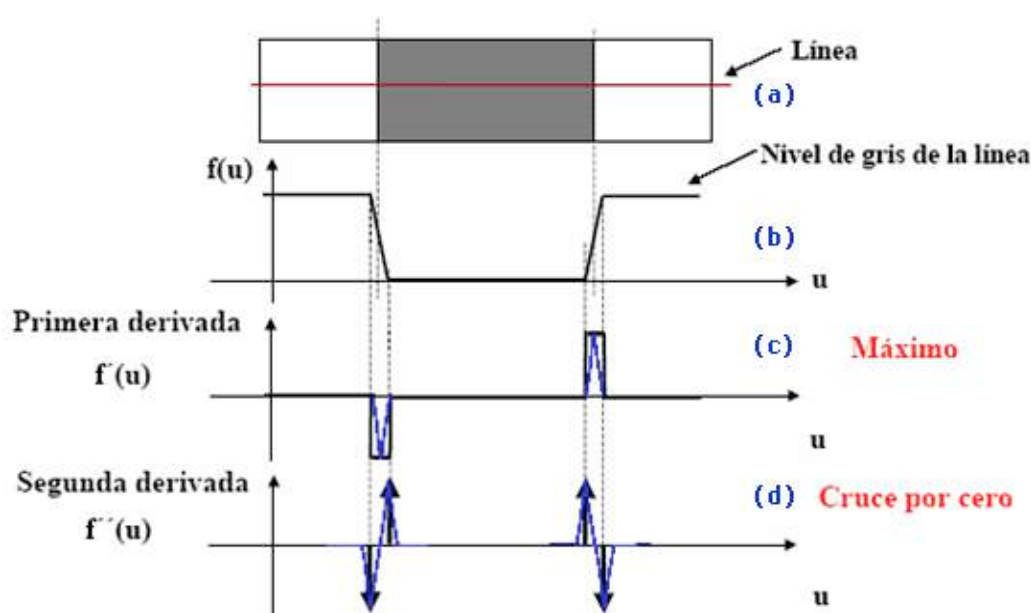 Línea
(a)
f(u)
Nivel de gris de la línea
(b)
u
Primera derivada
f´(u)
(c)
Máximo
u
Segunda derivada
f´´(u)
(d)
Cruce por cero
u